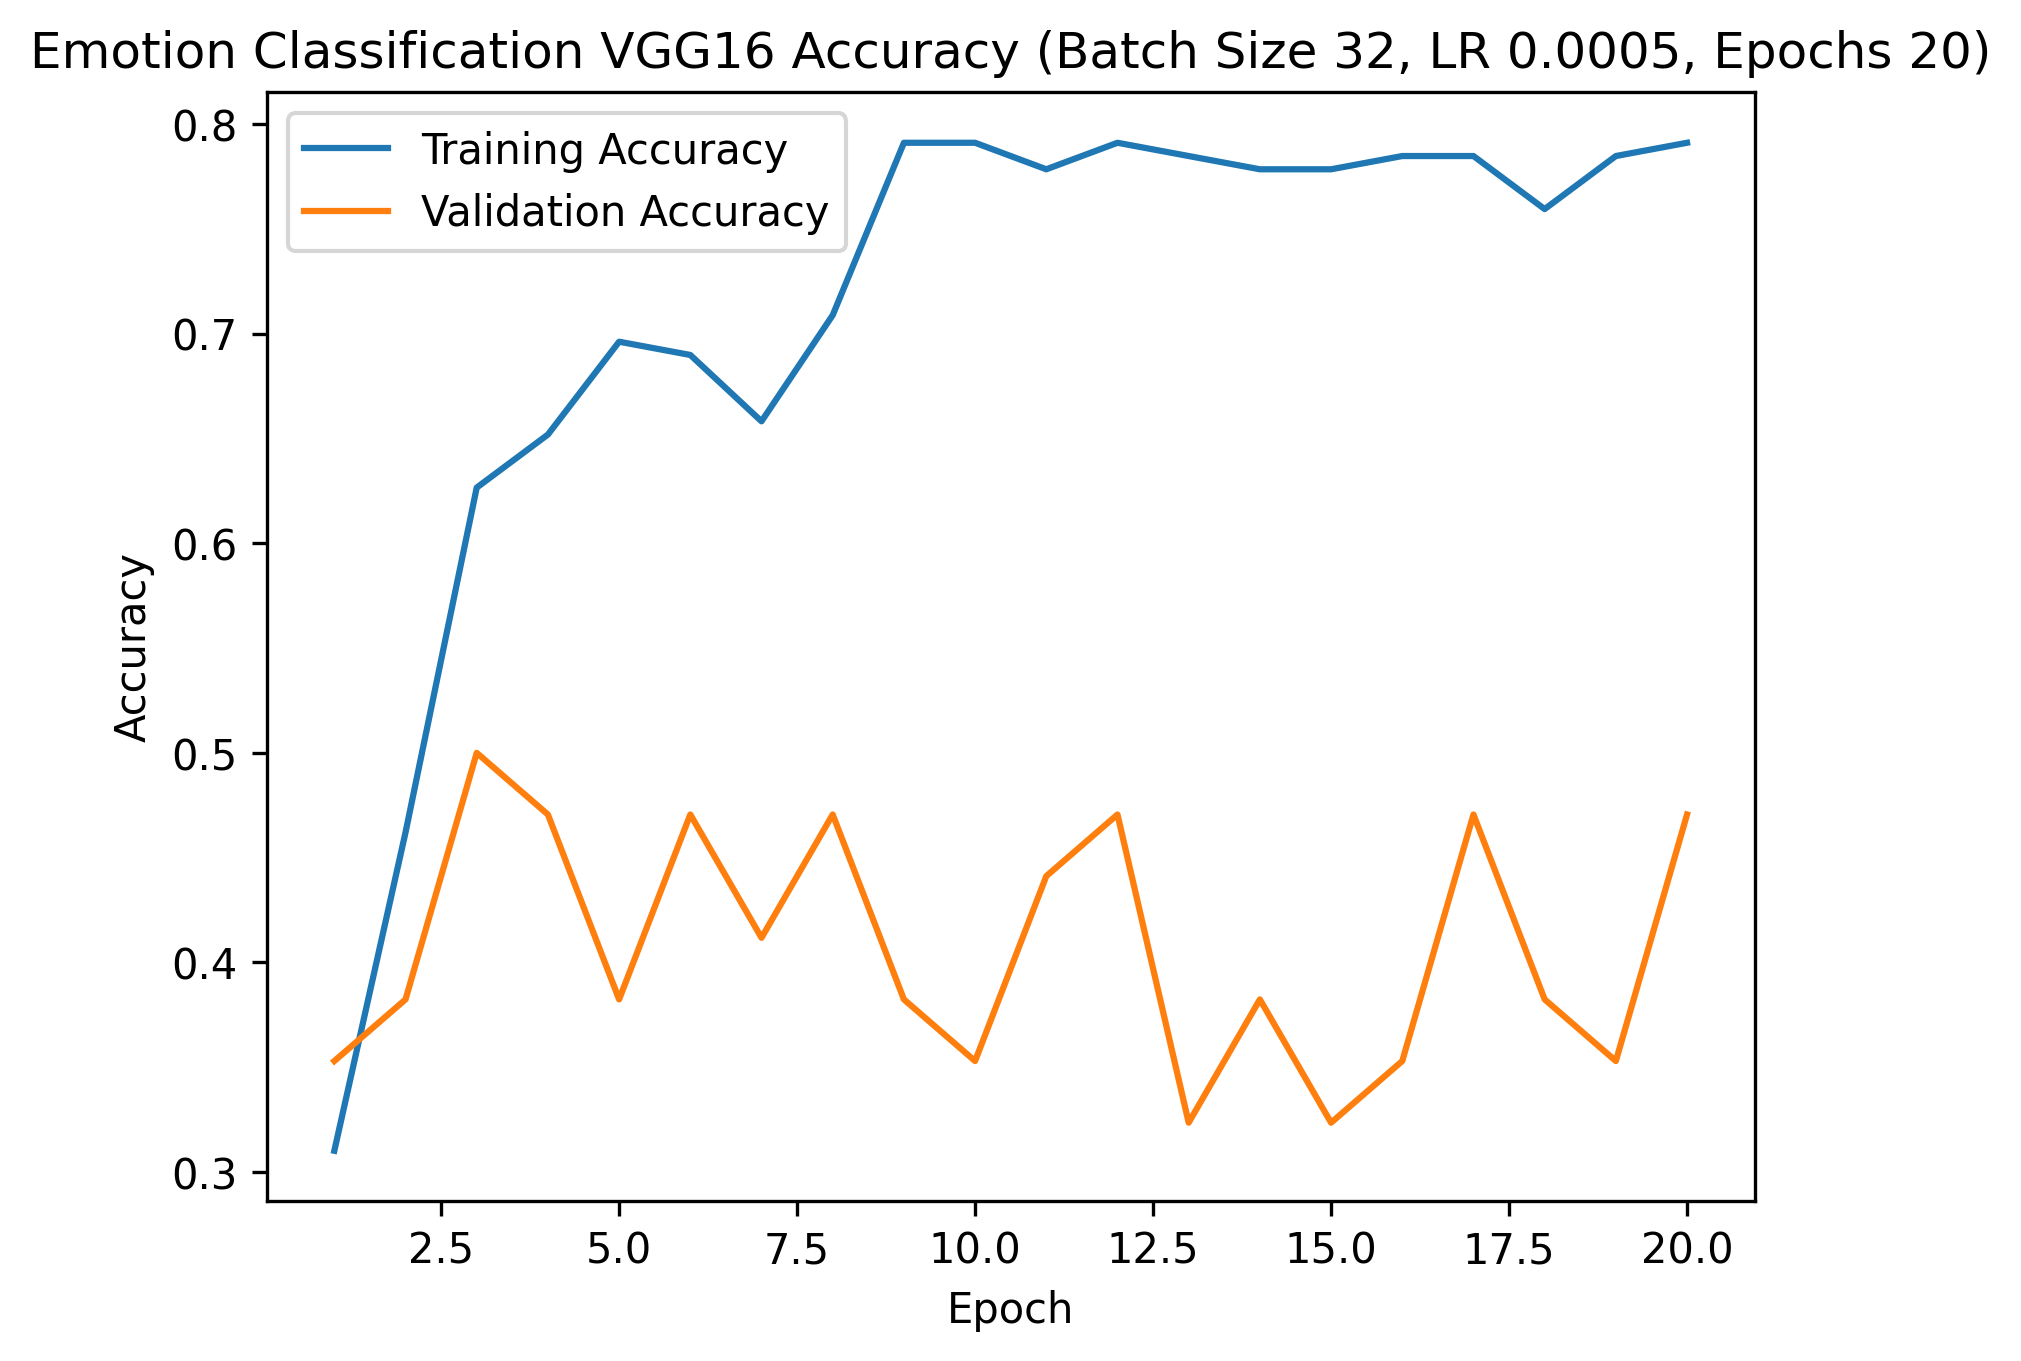 Emotion Classification VGG16 Accuracy (Batch Size 32, LR 0.0005, Epochs 20)
Training Accuracy
Validation Accuracy
Accuracy
0.8
0.7
0.6
0.5
0.4
0.3
2.5 5.0 7.5 10.0 12.5 15.0 17.5 20.0
Epoch